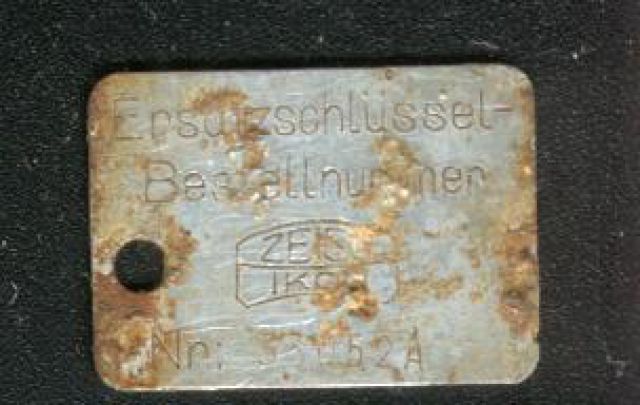 Ersatzschlüssel-
Bestellnummer
ZEISS
IKON
Nr: